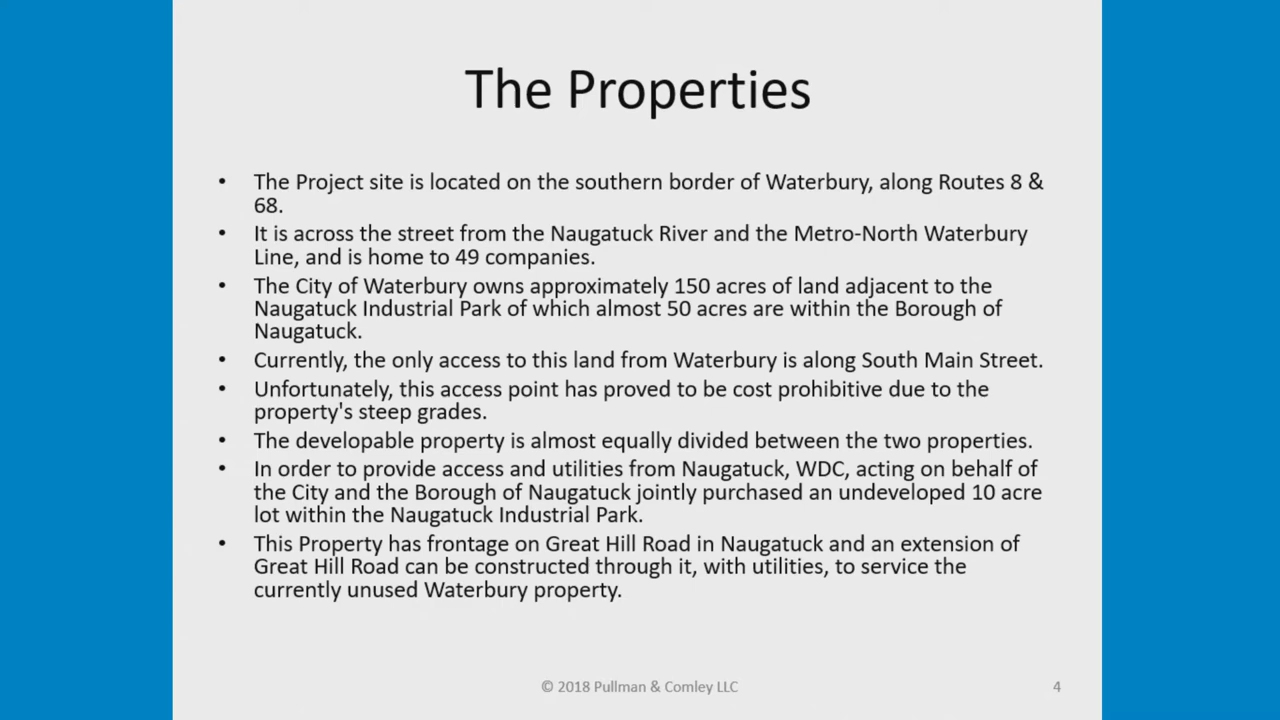 The Properties
• The Project site is located on the southern border of Waterbury, along Routes 8 &
68.
• It is across the street from the Naugatuck River and the Metro-North Waterbury
Line, and is home to 49 companies.
• The City of Waterbury owns approximately 150 acres of land adjacent to the
Naugatuck Industrial Park of which almost 50 acres are within the Borough of
Naugatuck.
• Currently, the only access to this land from Waterbury is along South Main Street.
• Unfortunately, this access point has proved to be cost prohibitive due to the
property's steep grades.
• The developable property is almost equally divided between the two properties.
• In order to provide access and utilities from Naugatuck, WDC, acting on behalf of
the City and the Borough of Naugatuck jointly purchased an undeveloped 10 acre
lot within the Naugatuck Industrial Park.
• This Property has frontage on Great Hill Road in Naugatuck and an extension of
Great Hill Road can be constructed through it, with utilities, to service the
currently unused Waterbury property.
© 2018 Pullman & Comley LLC
4